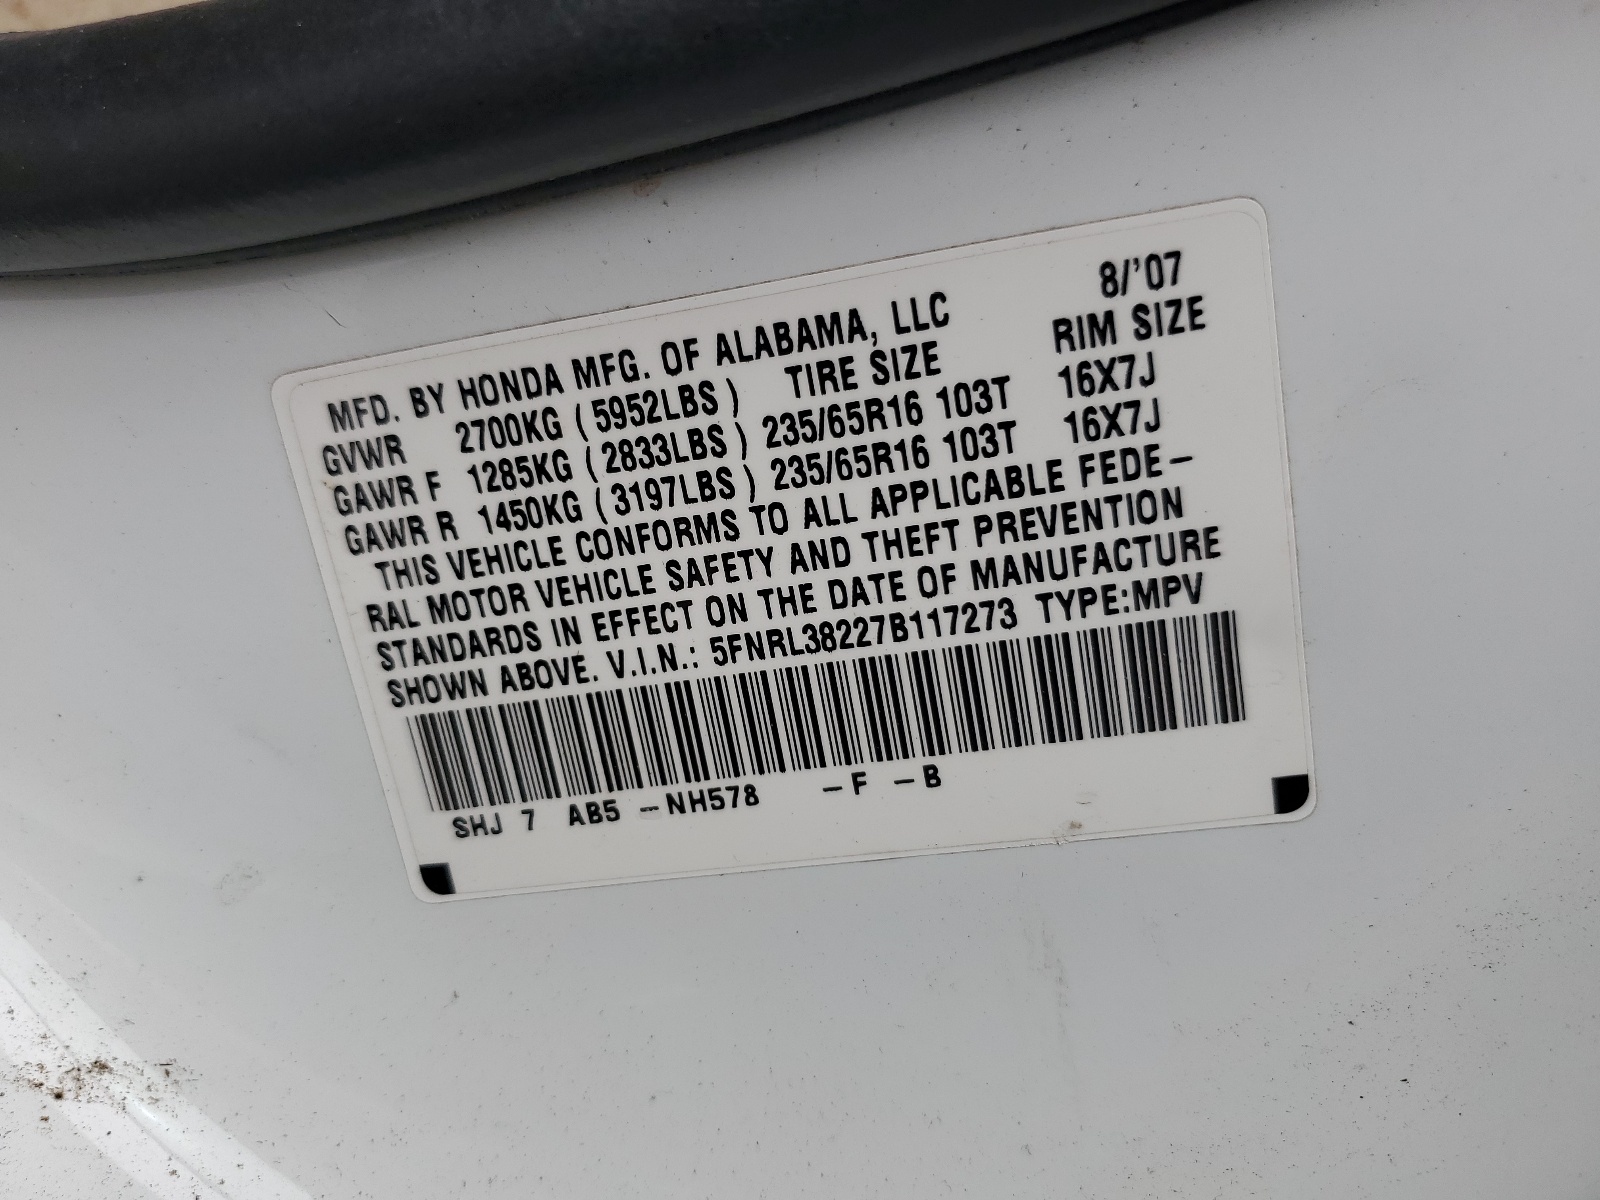 MFD. BY HONDA MFG. OF ALABAMA, LLC 8/'07
GVWR 2700KG (5952LBS) TIRE SIZE RIM SIZE
GAWR F 1285KG (2833LBS) 235/65R16 103T 16X7J
GAWR R 1450KG (3197LBS) 235/65R16 103T 16X7J
THIS VEHICLE CONFORMS TO ALL APPLICABLE FEDE-
RAL MOTOR VEHICLE SAFETY AND THEFT PREVENTION
STANDARDS IN EFFECT ON THE DATE OF MANUFACTURE
SHOWN ABOVE. V.I.N.: 5FNRL38227B117273 TYPE:MPV
SHJ 7 AB5 -NH578 -F -B